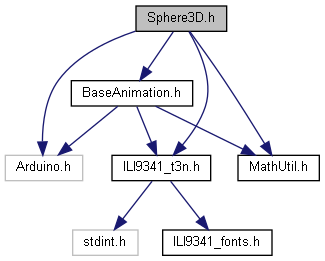 Sphere3D.h
BaseAnimation.h
Arduino.h
ILI9341_t3n.h
MathUtil.h
stdint.h
ILI9341_fonts.h